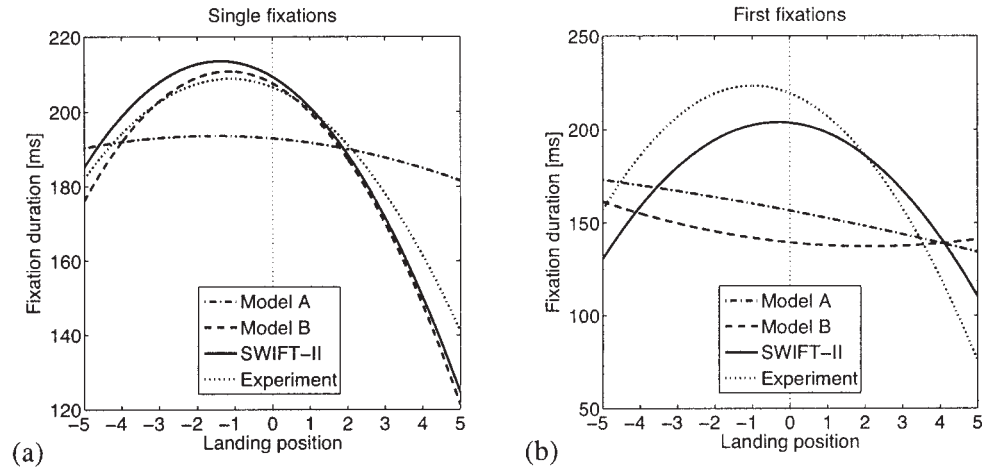 Single fixations
220
200
180
160
140
120
Fixation duration [ms]
Model A
Model B
SWIFT-II
Experiment
-5 -4 -3 -2 -1 0 1 2 3 4 5
Landing position
(a)
First fixations
250
200
150
100
50
Fixation duration [ms]
Model A
Model B
SWIFT-II
Experiment
-5 -4 -3 -2 -1 0 1 2 3 4 5
Landing position
(b)